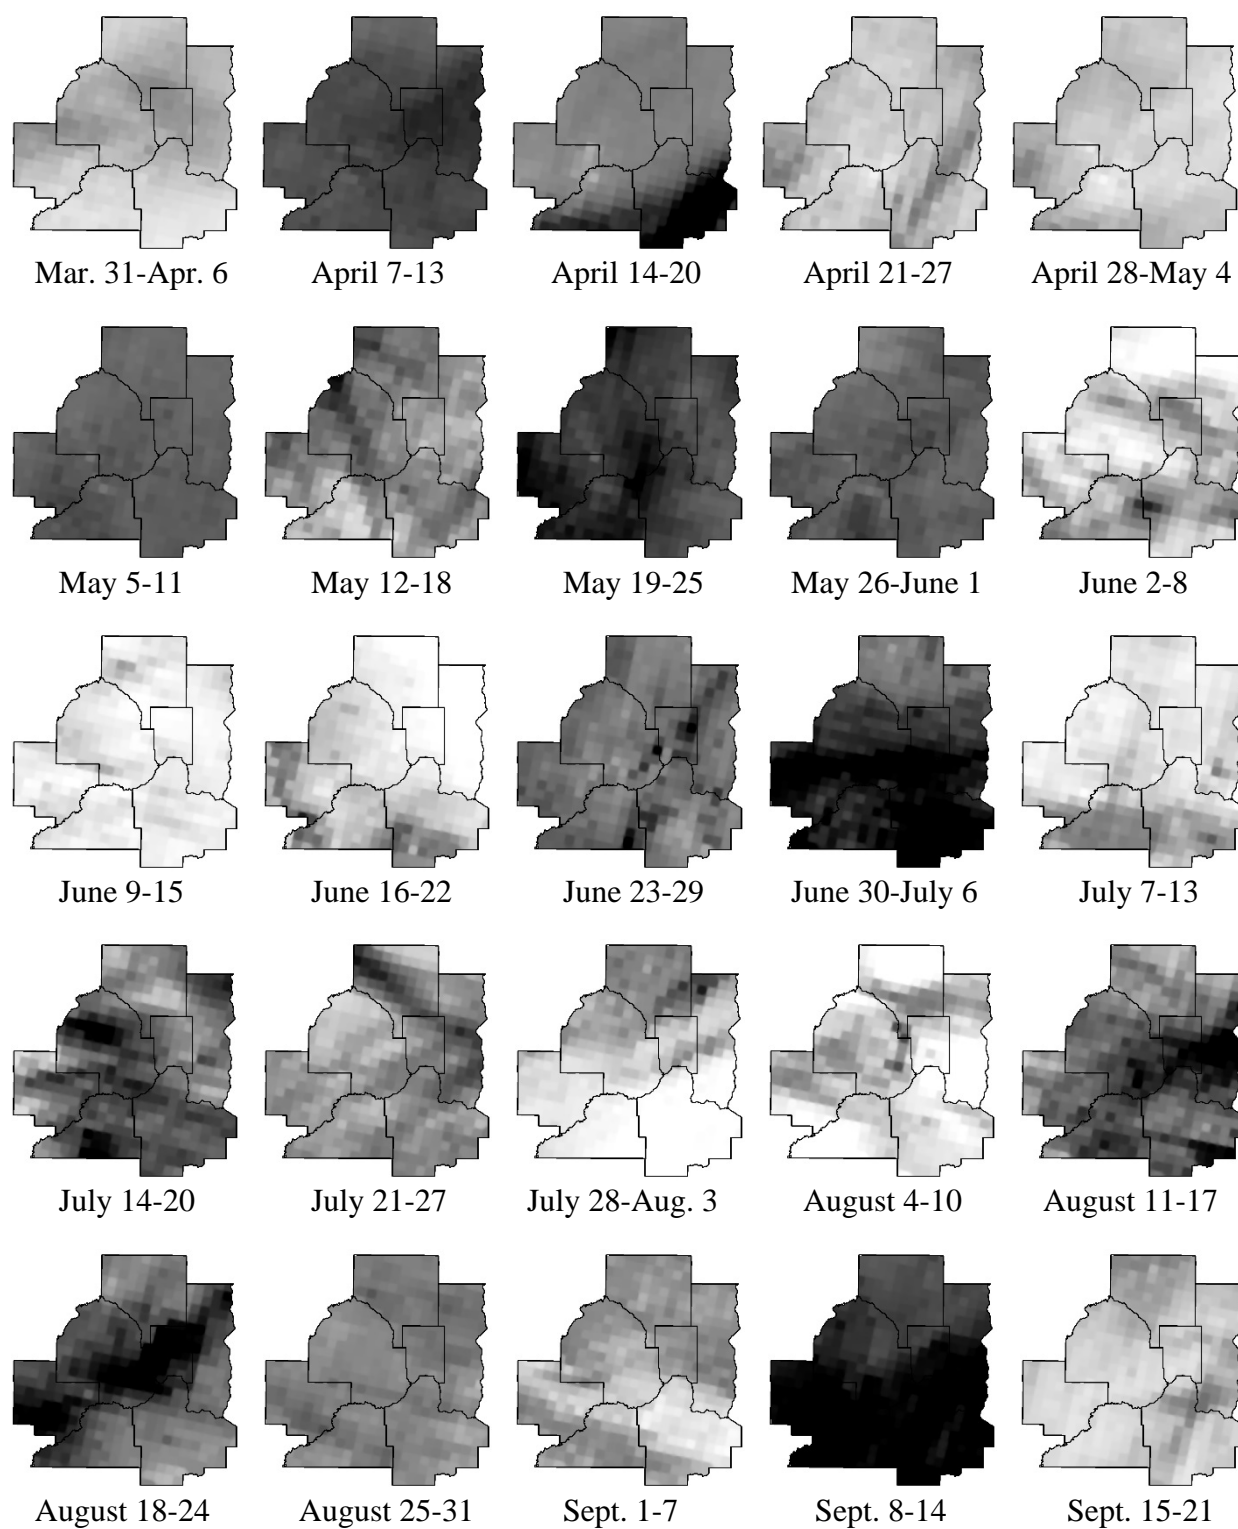 Mar. 31-Apr. 6 April 7-13 April 14-20 April 21-27 April 28-May 4
May 5-11 May 12-18 May 19-25 May 26-June 1 June 2-8
June 9-15 June 16-22 June 23-29 June 30-July 6 July 7-13
July 14-20 July 21-27 July 28-Aug. 3 August 4-10 August 11-17
August 18-24 August 25-31 Sept. 1-7 Sept. 8-14 Sept. 15-21